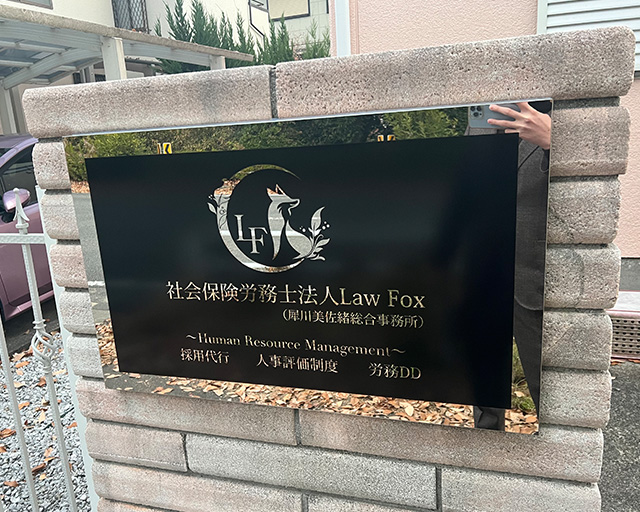 LF
社会保険労務士法人Law Fox
（犀川美佐緒総合事務所）
～Human Resource Management～
採用代行 人事評価制度 労務DD